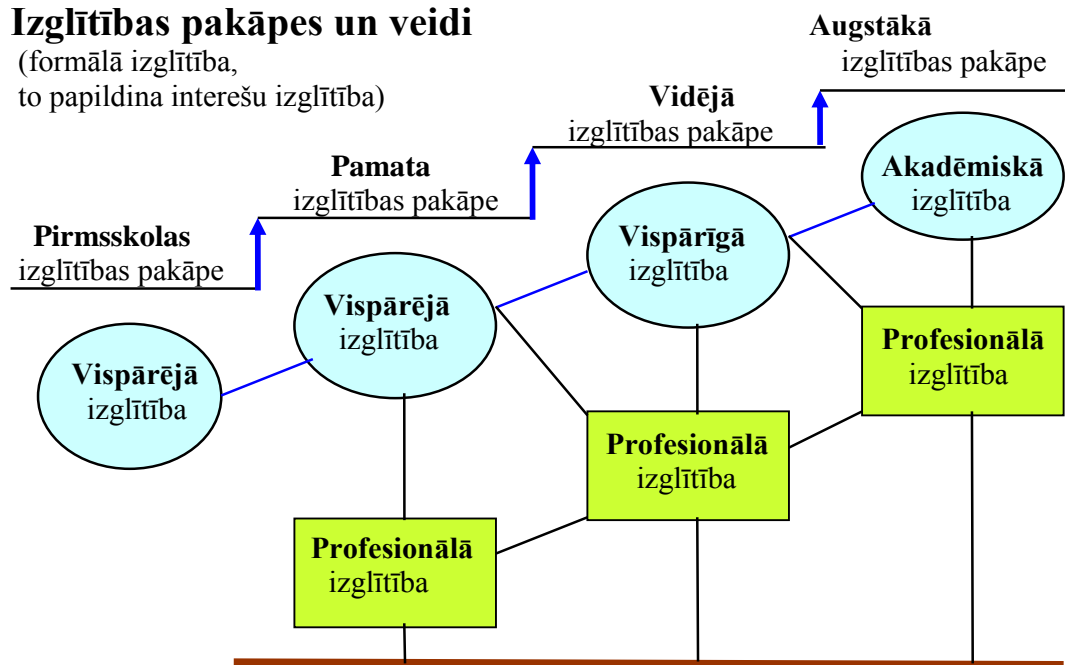 Izglītības pakāpes un veidi
(formālā izglītība,
to papildina interešu izglītība)
Augstākā
izglītības pakāpe
Vidējā
izglītības pakāpe
Pamata
izglītības pakāpe
Pirmsskolas
izglītības pakāpe
Akadēmiskā
izglītība
Vispārīgā
izglītība
Vispārējā
izglītība
Vispārējā
izglītība
Profesionālā
izglītība
Profesionālā
izglītība
Profesionālā
izglītība